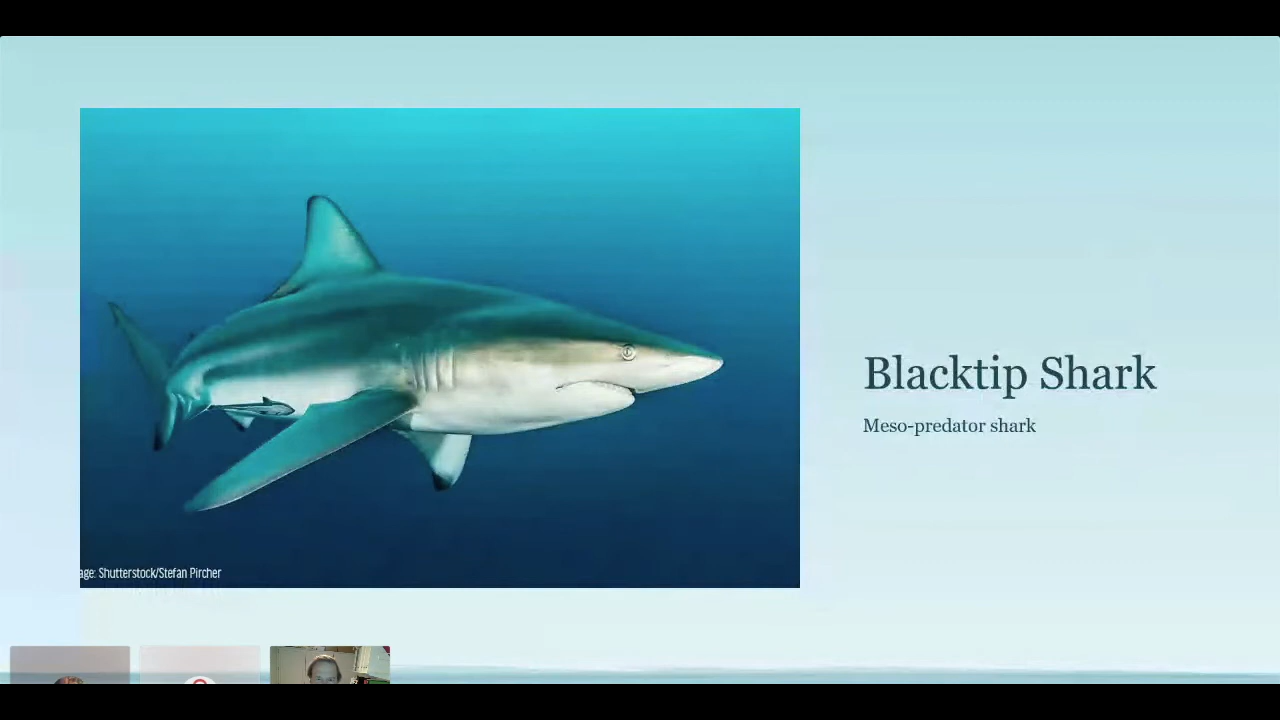 Blacktip Shark
Meso-predator shark
age: Shutterstock/Stefan Pircher